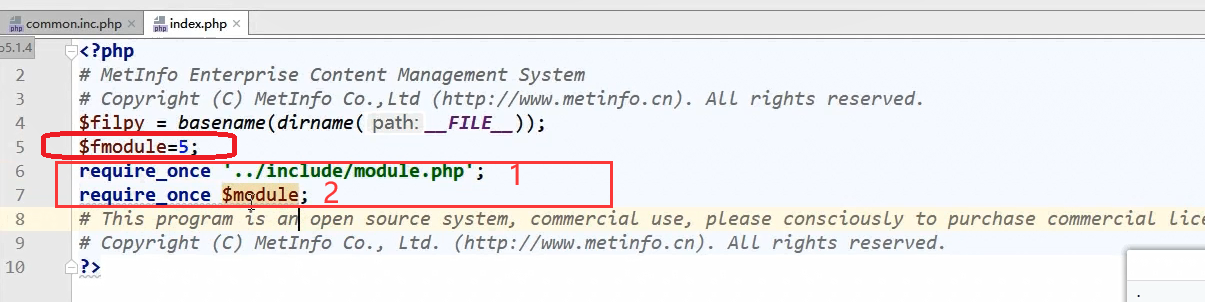 common.inc.php × index.php ×
5.1.4
<?php
2 # MetInfo Enterprise Content Management System
3 # Copyright (C) MetInfo Co.,Ltd (http://www.metinfo.cn). All rights reserved.
4 $filpy = basename(dirname( path: __FILE__));
5 $fmodule=5;
6 require_once '../include/module.php'; 1
7 require_once $module; 2
8 # This program is an open source system, commercial use, please consciously to purchase commercial lice
9 # Copyright (C) MetInfo Co., Ltd. (http://www.metinfo.cn). All rights reserved.
10 ?>